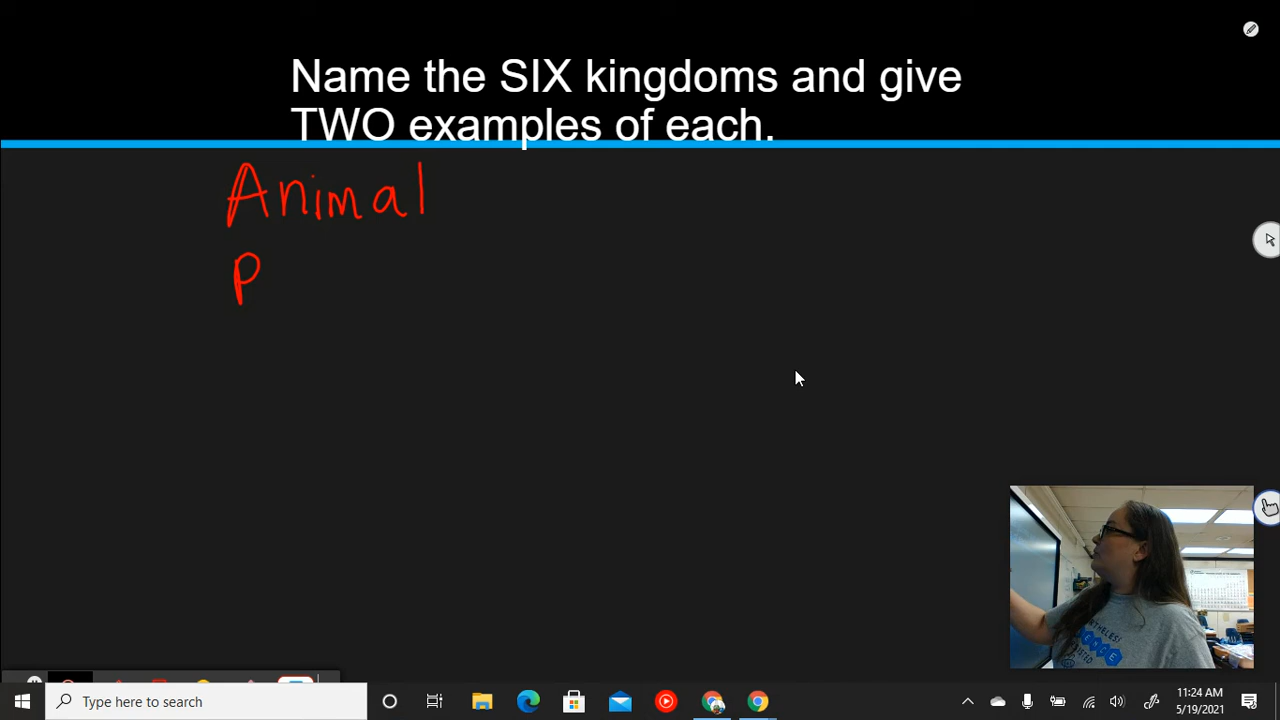 Name the SIX kingdoms and give
TWO examples of each.
Animal
P
Type here to search
11:24 AM
5/19/2021